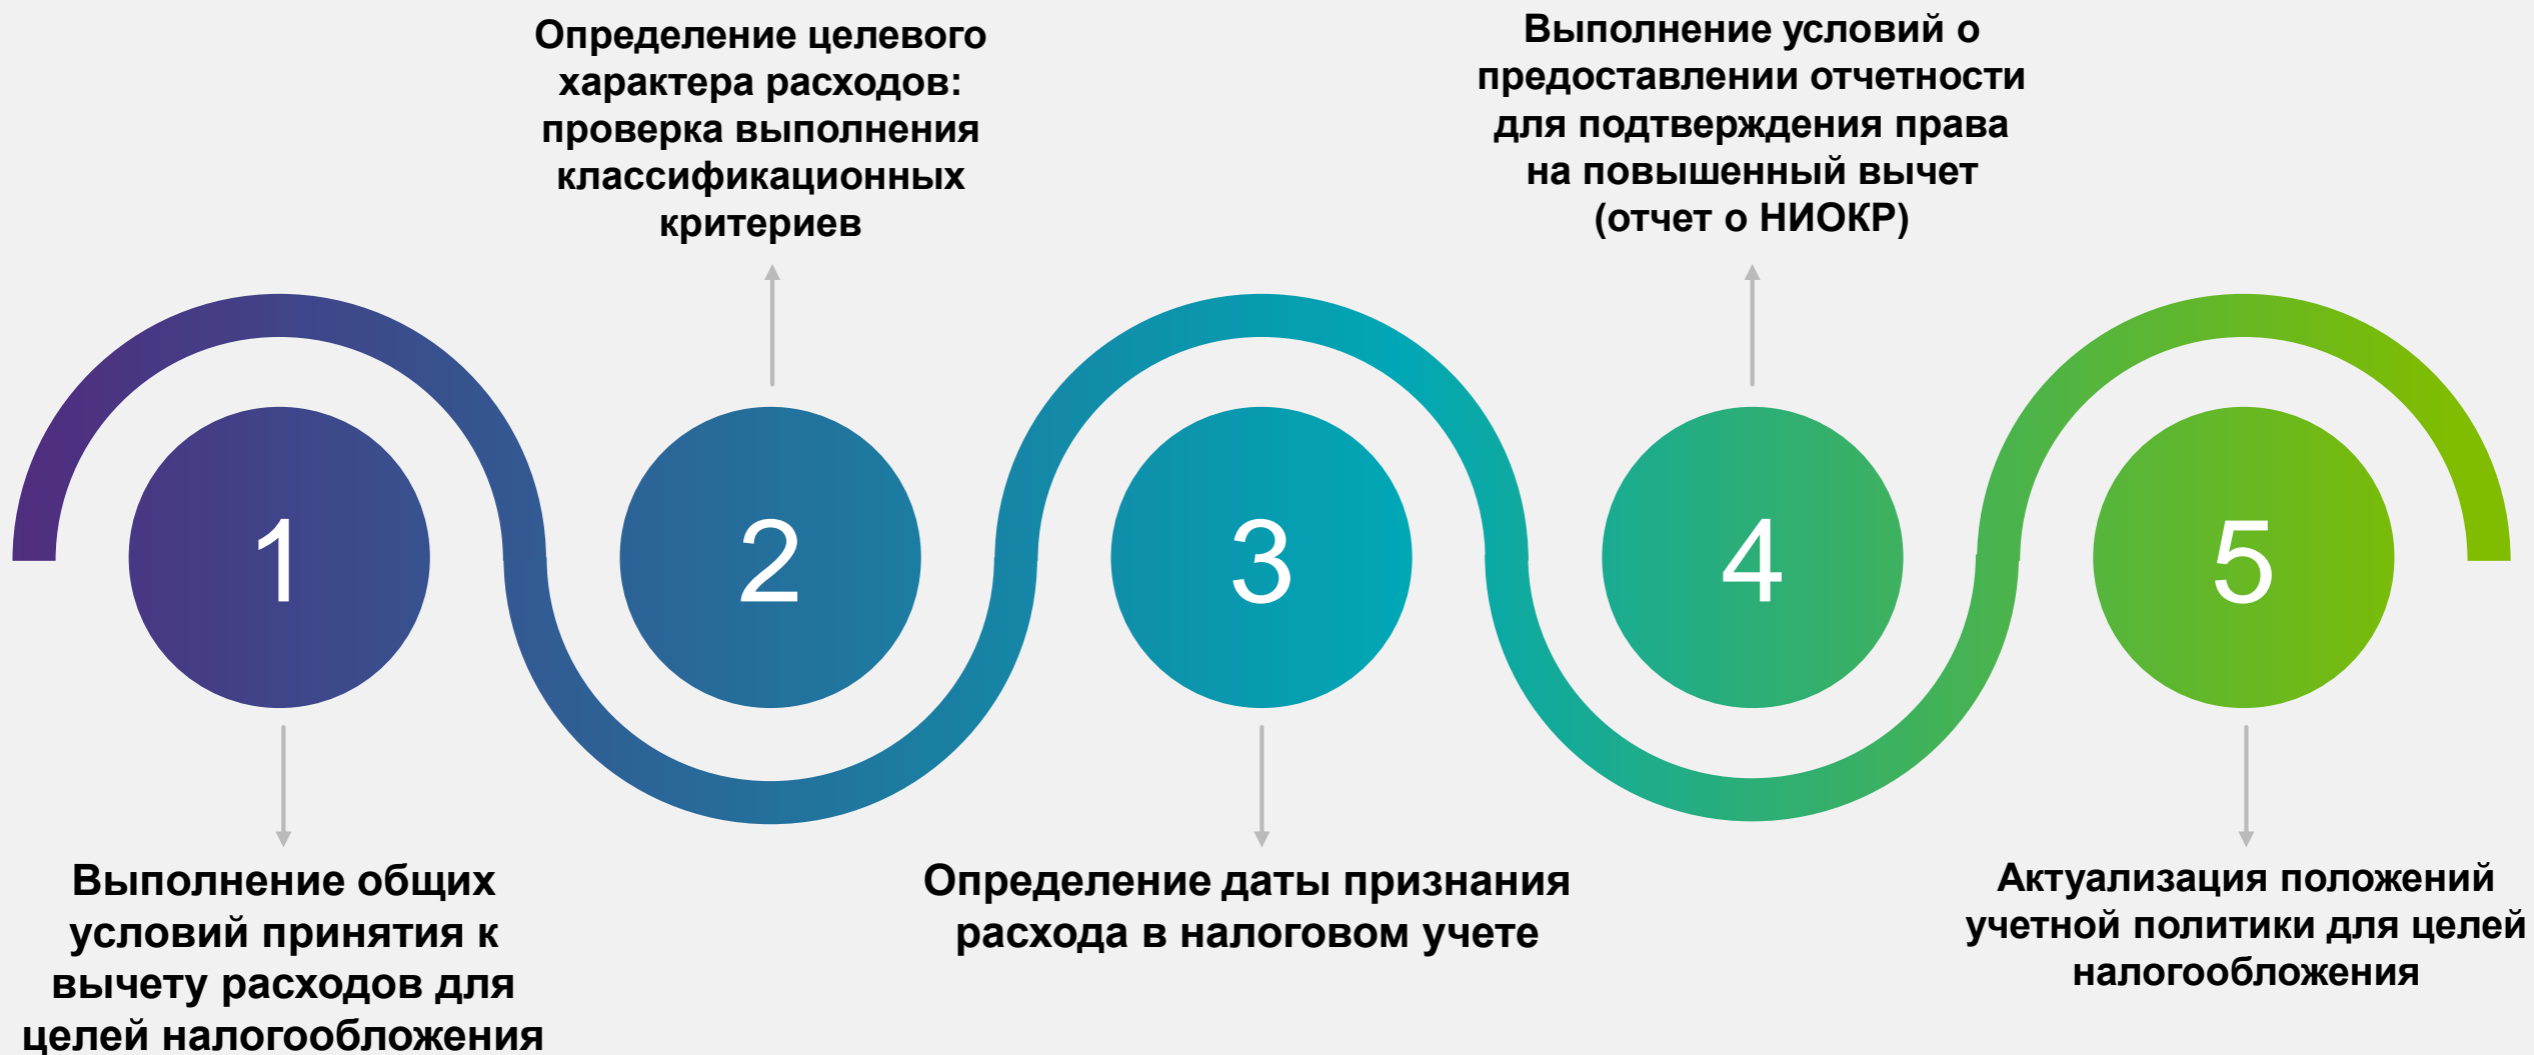 1
Выполнение общих
условий принятия к
вычету расходов для
целей налогообложения
Определение целевого
характера расходов:
проверка выполнения
классификационных
критериев
2
3
Определение даты признания
расхода в налоговом учете
Выполнение условий о
предоставлении отчетности
для подтверждения права
на повышенный вычет
(отчет о НИОКР)
4
5
Актуализация положений
учетной политики для целей
налогообложения